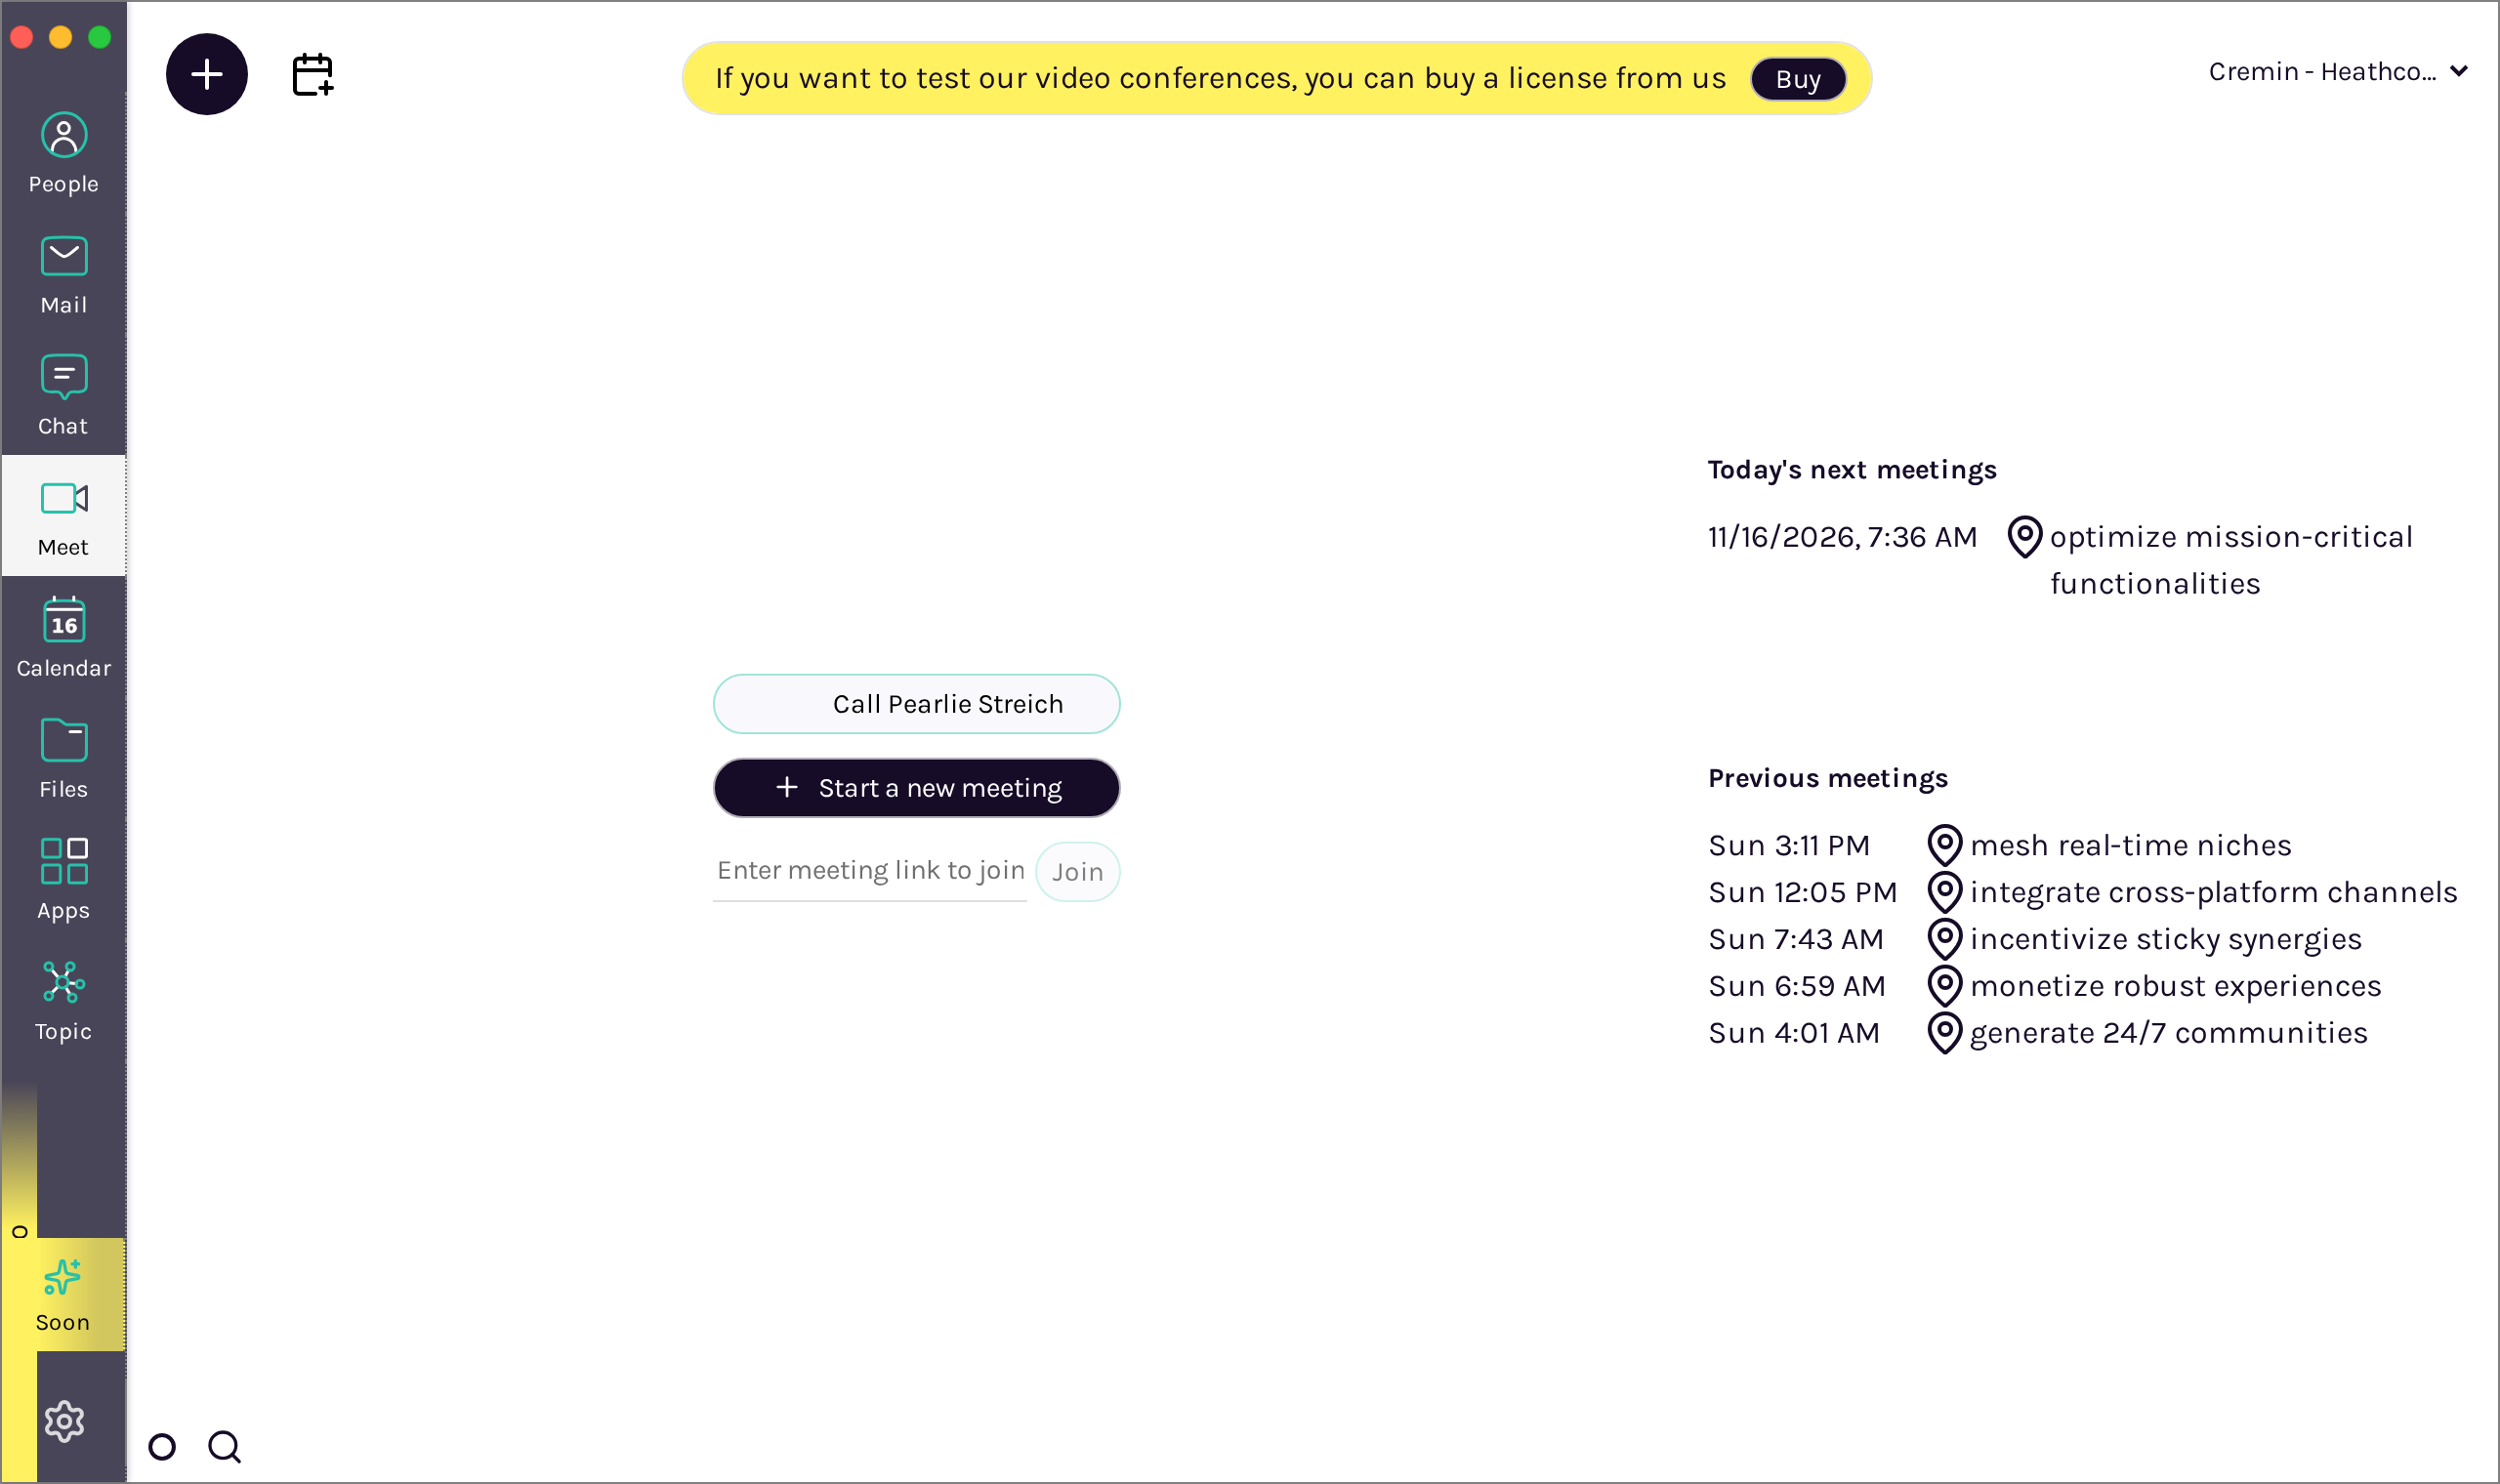 If you want to test our video conferences, you can buy a license from us
Buy
Cremin - Heathco...
People
Mail
Chat
Meet
16
Calendar
Files
Apps
Topic
Soon
Call Pearlie Streich
Start a new meeting
Enter meeting link to join
Join
Today's next meetings
11/16/2026, 7:36 AM
optimize mission-critical
functionalities
Previous meetings
Sun 3:11 PM mesh real-time niches
Sun 12:05 PM integrate cross-platform channels
Sun 7:43 AM incentivize sticky synergies
Sun 6:59 AM monetize robust experiences
Sun 4:01 AM generate 24/7 communities